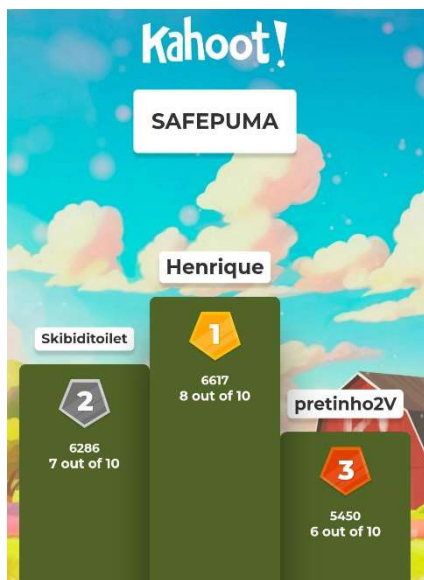 Kahoot!
SAFEPUMA
Henrique
1
6617
8 out of 10
Skibiditoilet
2
6286
7 out of 10
pretinho2V
3
5450
6 out of 10